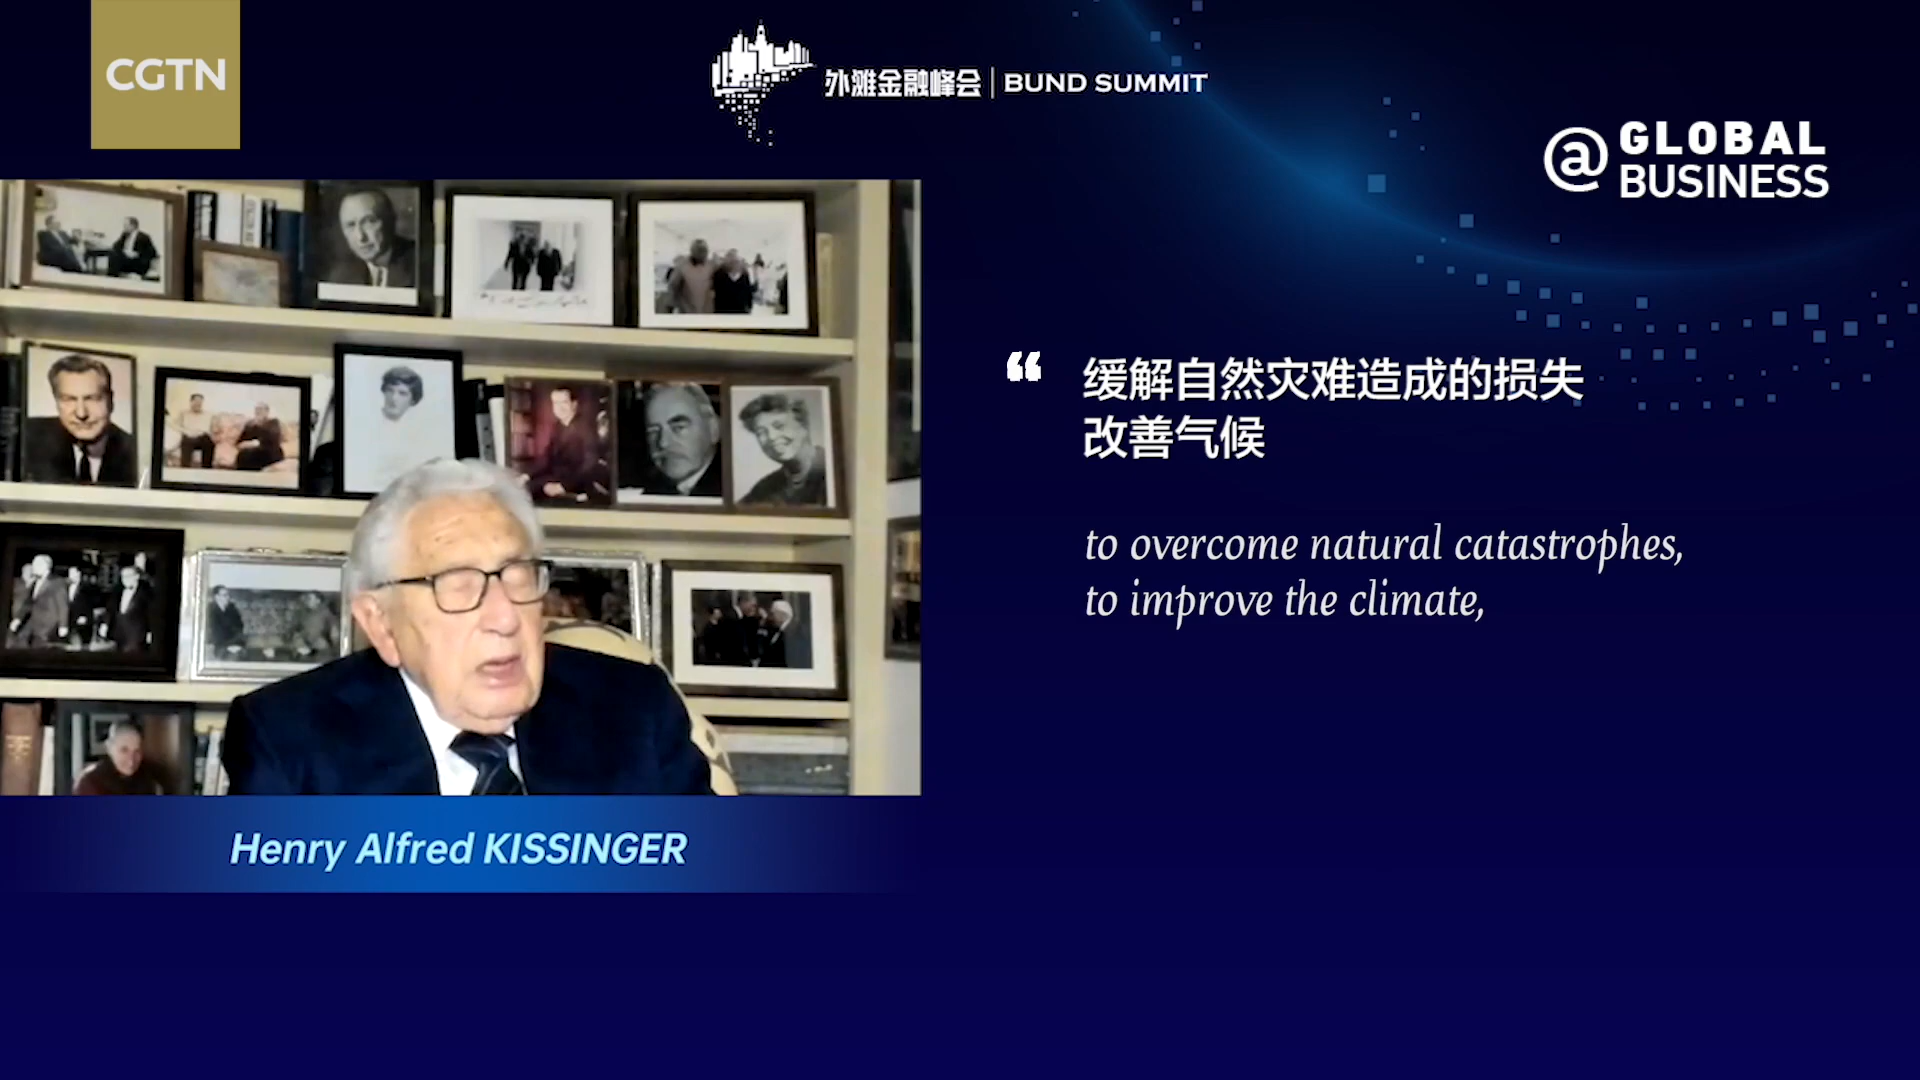 CGTN
外滩金融峰会 | BUND SUMMIT
@ GLOBAL
BUSINESS
“ 缓解自然灾难造成的损失
改善气候
to overcome natural catastrophes,
to improve the climate,
Henry Alfred KISSINGER